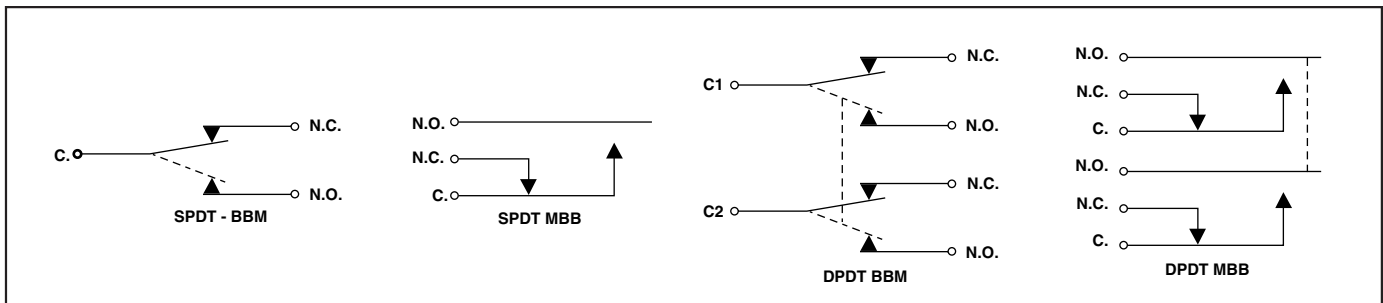 C.
N.C.
N.O.
SPDT - BBM
N.O.
N.C.
C.
SPDT MBB
C1
N.C.
N.O.
C2
N.C.
N.O.
DPDT BBM
N.O.
N.C.
C.
N.O.
N.C.
C.
DPDT MBB